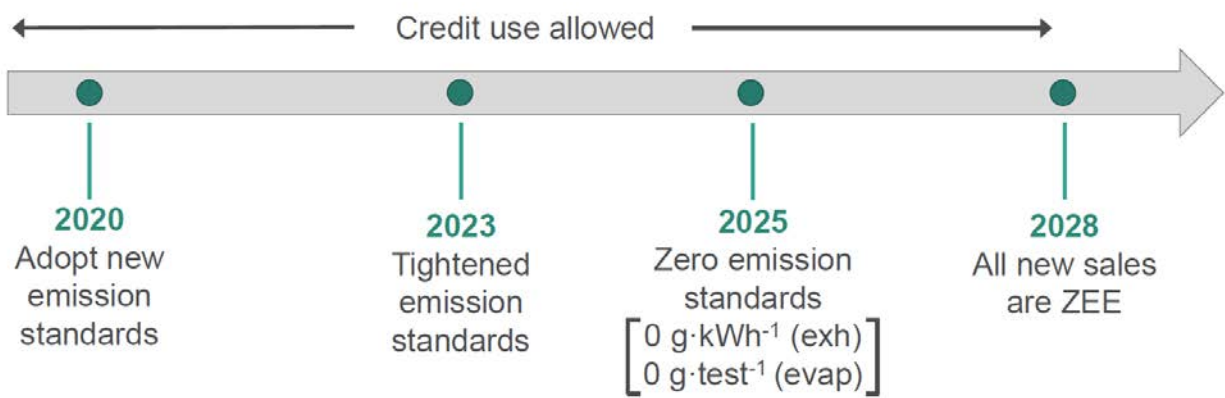 Credit use allowed
2020
Adopt new
emission
standards
2023
Tightened
emission
standards
2025
Zero emission
standards
0 g·kWh⁻¹ (exh)
0 g·test⁻¹ (evap)
2028
All new sales
are ZEE